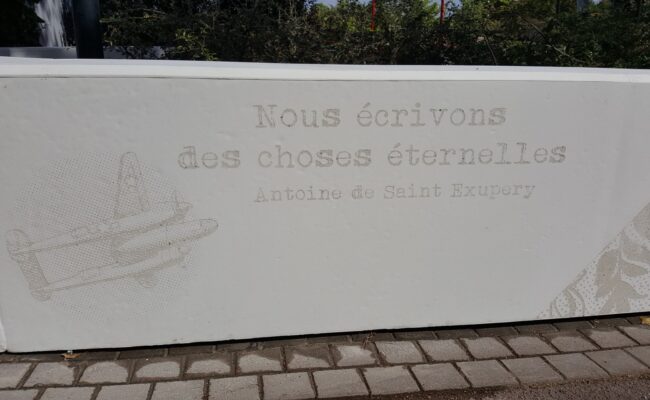 Nous écrivons
des choses éternelles
Antoine de Saint Exupery